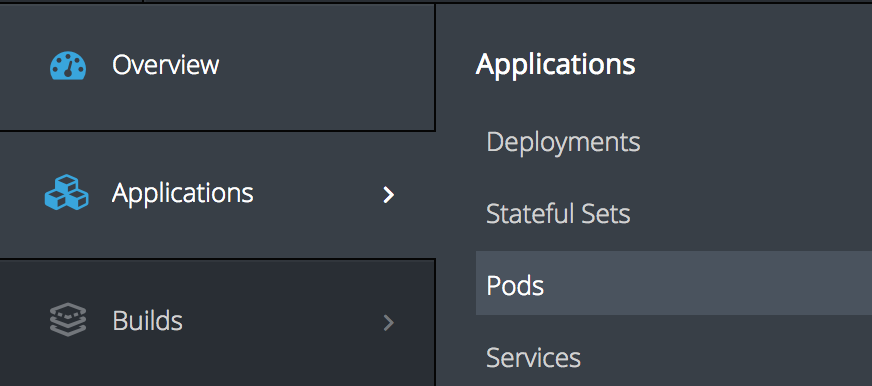 Overview
Applications
Builds
Applications
Deployments
Stateful Sets
Pods
Services